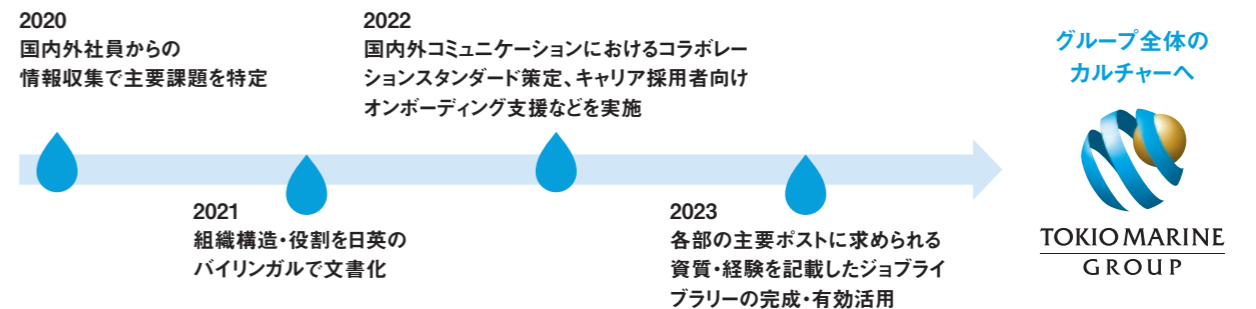 2020
国内外社員からの
情報収集で主要課題を特定
2021
組織構造・役割を日英の
バイリンガルで文書化
2022
国内外コミュニケーションにおけるコラボレー
ションスタンダード策定、キャリア採用者向け
オンボーディング支援などを実施
2023
各部の主要ポストに求められる
資質・経験を記載したジョブライ
ブラリーの完成・有効活用
グループ全体の
カルチャーへ
TOKIO MARINE
GROUP